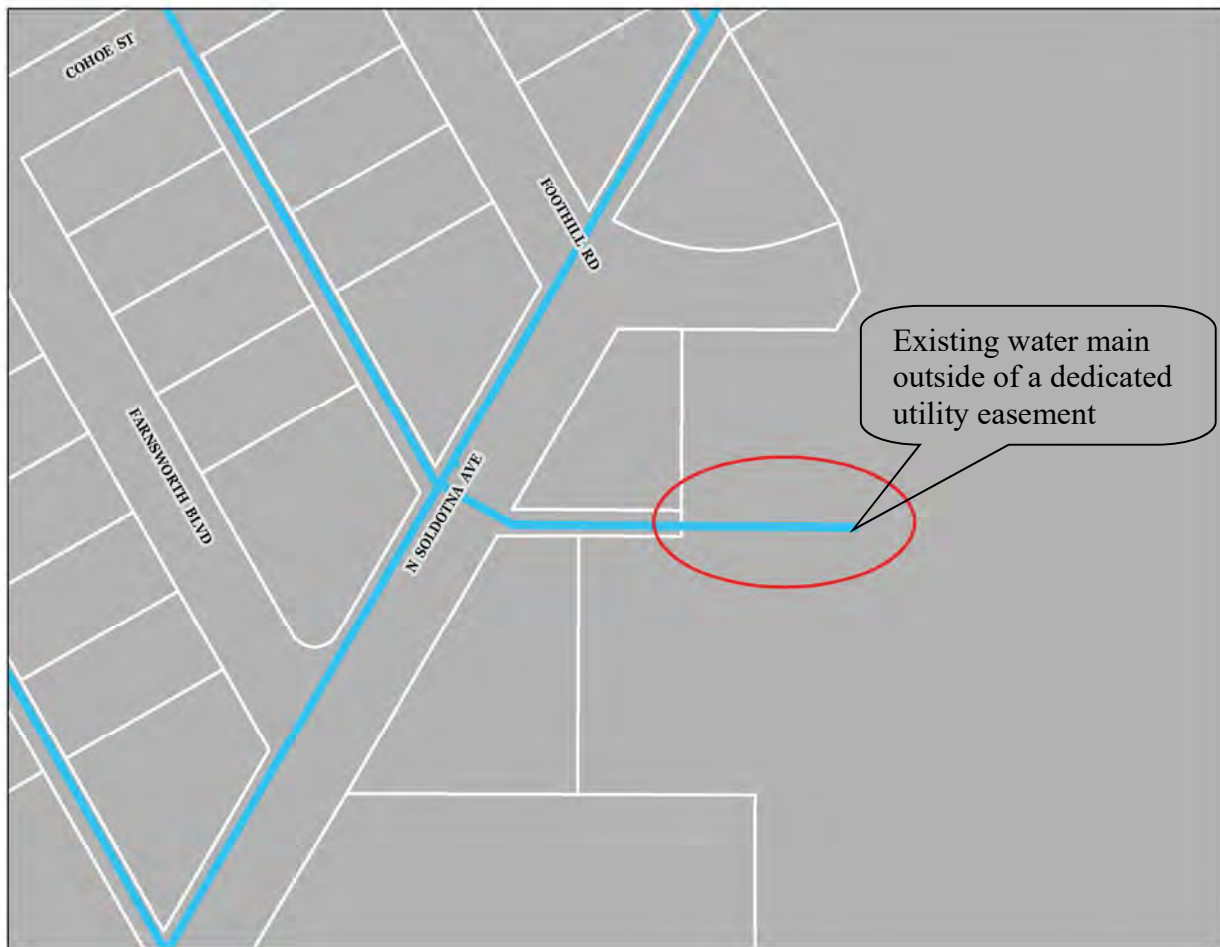 COHOE ST
FOOTHILL RD
Existing water main
outside of a dedicated
utility easement
FARNSWORTH BLVD
N SOLDOTNA AVE